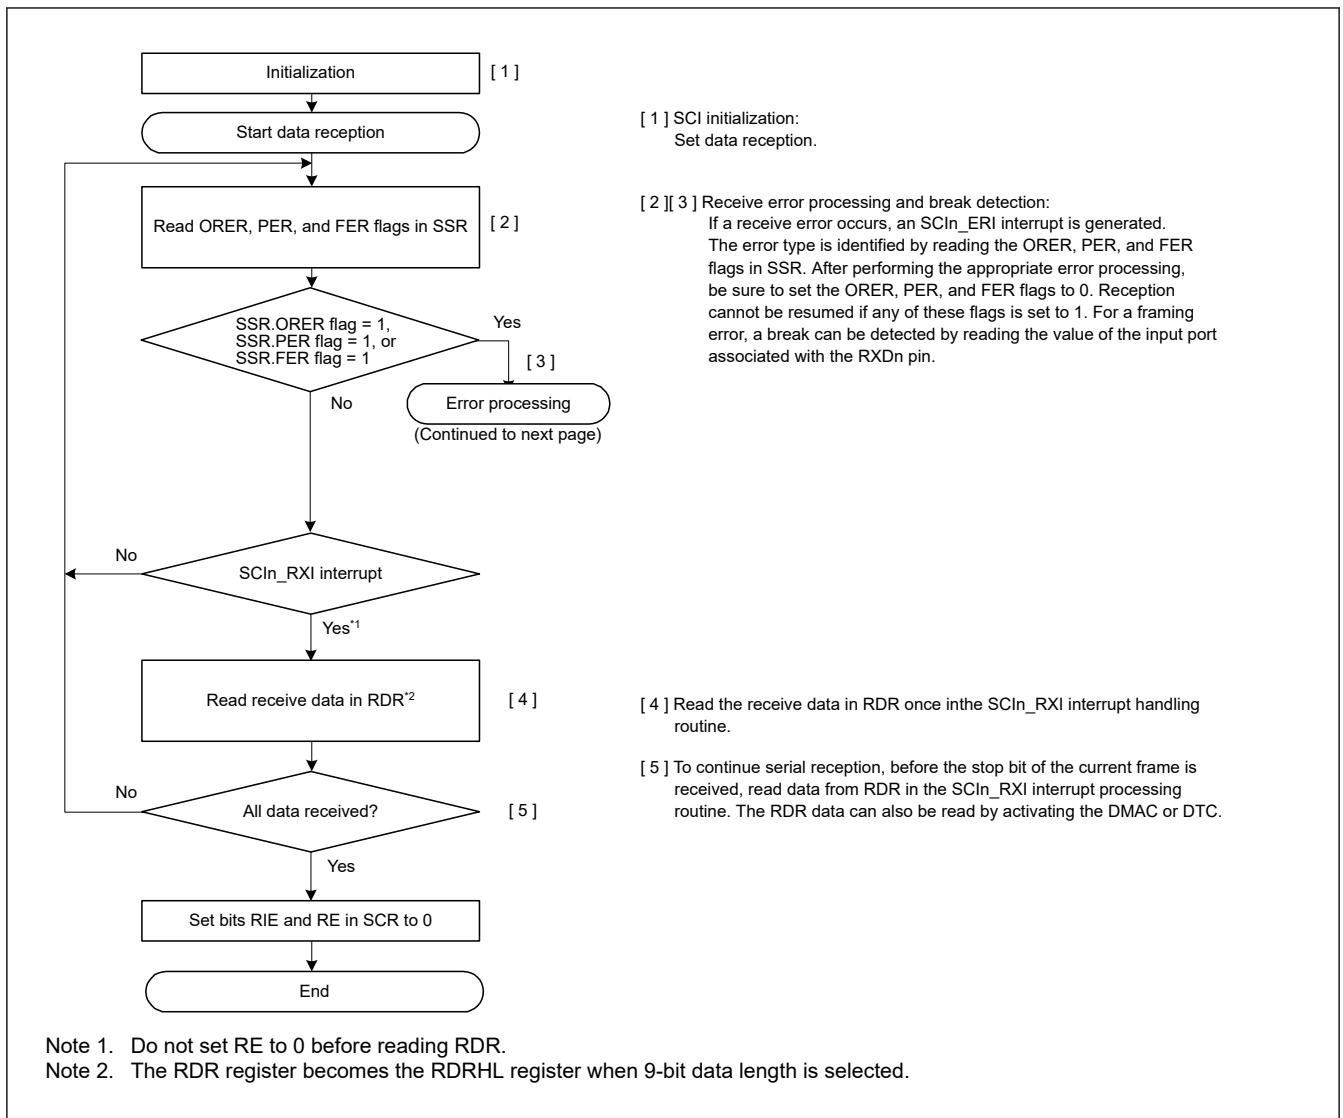 Initialization
[ 1 ]
Start data reception
[ 1 ] SCI initialization:
Set data reception.
Read ORER, PER, and FER flags in SSR
[ 2 ]
[ 2 ][ 3 ] Receive error processing and break detection:
If a receive error occurs, an SCIn_ERI interrupt is generated.
The error type is identified by reading the ORER, PER, and FER
flags in SSR. After performing the appropriate error processing,
be sure to set the ORER, PER, and FER flags to 0. Reception
cannot be resumed if any of these flags is set to 1. For a framing
error, a break can be detected by reading the value of the input port
associated with the RXDn pin.
SSR.ORER flag = 1,
SSR.PER flag = 1, or
SSR.FER flag = 1
Yes
[ 3 ]
No
Error processing
(Continued to next page)
No
SCIn_RXI interrupt
Yes*1
Read receive data in RDR*2
[ 4 ]
[ 4 ] Read the receive data in RDR once inthe SCIn_RXI interrupt handling
routine.
No
All data received?
[ 5 ]
[ 5 ] To continue serial reception, before the stop bit of the current frame is
received, read data from RDR in the SCIn_RXI interrupt processing
routine. The RDR data can also be read by activating the DMAC or DTC.
Yes
Set bits RIE and RE in SCR to 0
End
Note 1. Do not set RE to 0 before reading RDR.
Note 2. The RDR register becomes the RDRHL register when 9-bit data length is selected.